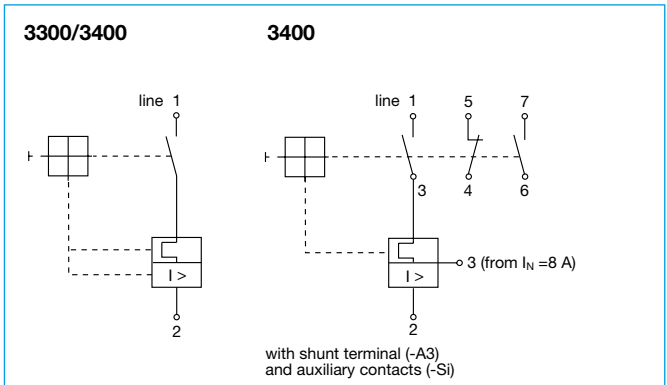 3300/3400
3400
line 1
line 1 5 7
3 4 6
3 (from I_N =8 A)
I >
I >
2
2
with shunt terminal (-A3)
and auxiliary contacts (-Si)